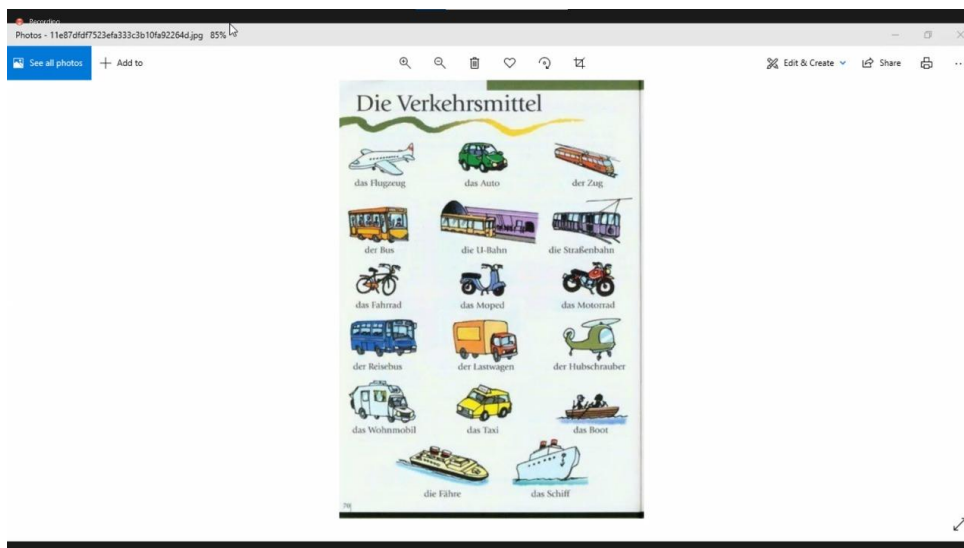 Recording
Photos - 11e87dfdf7523efa333c3b10fa92264d.jpg 85%
See all photos
Add to
Edit & Create
Share
Die Verkehrsmittel
das Flugzeug das Auto der Zug
der Bus die U-Bahn die Straßenbahn
das Fahrrad das Moped das Motorrad
der Reisebus der Lastwagen der Hubschrauber
das Wohnmobil das Taxi das Boot
die Fähre das Schiff
70